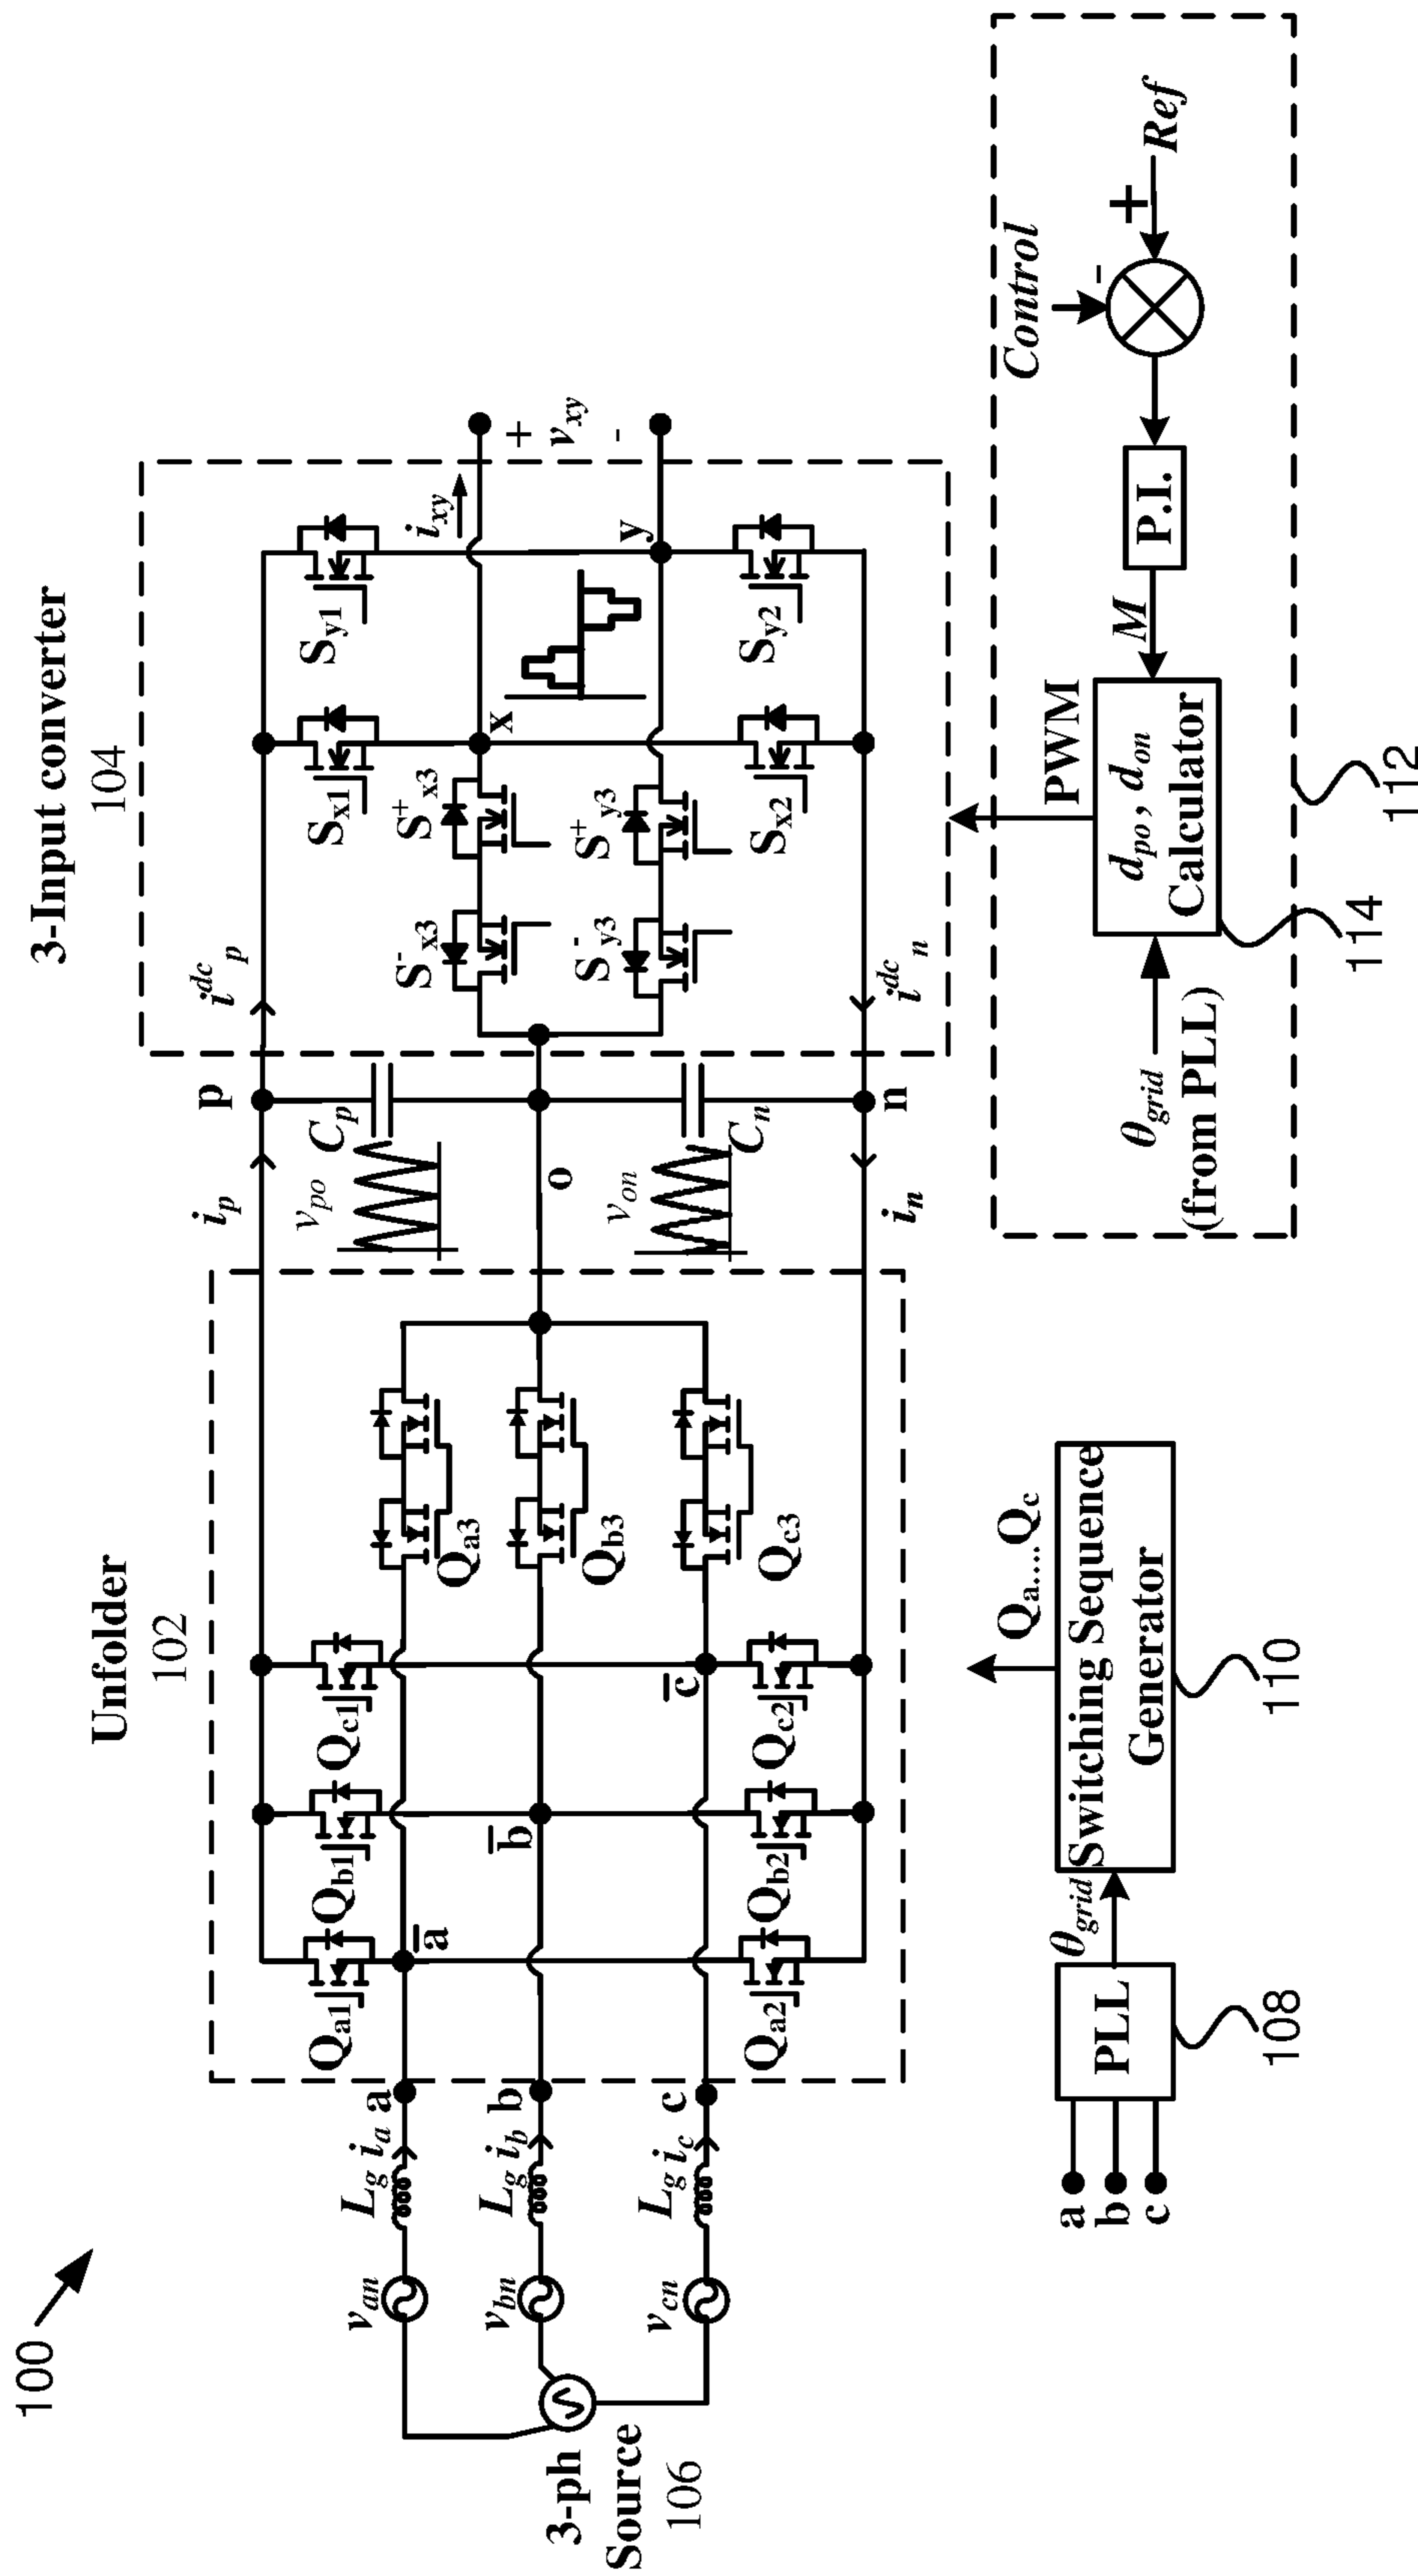 100
Unfolder
102
3-Input converter
104
3-ph
Source
106
v_an
v_bn
v_cn
L_g i_a a
L_g i_b b
L_g i_c c
Q_a1
Q_b1
Q_c1
a̅
b̅
c̅
Q_a3
Q_b3
Q_c3
Q_a2
Q_b2
Q_c2
i_p
p
i^dc_p
v_po
C_p
o
v_on
C_n
i_n
n
i^dc_n
S^-_x3
S^+_x3
S^-_y3
S^+_y3
S_x1
S_y1
S_x2
S_y2
x
y
i_xy
+
v_xy
-
a
b
c
PLL
108
θ_grid
Switching Sequence
Generator
110
Q_a....Q_c
θ_grid
(from PLL)
d_po, d_on
Calculator
114
PWM
M
P.I.
Control
-
+
Ref
112